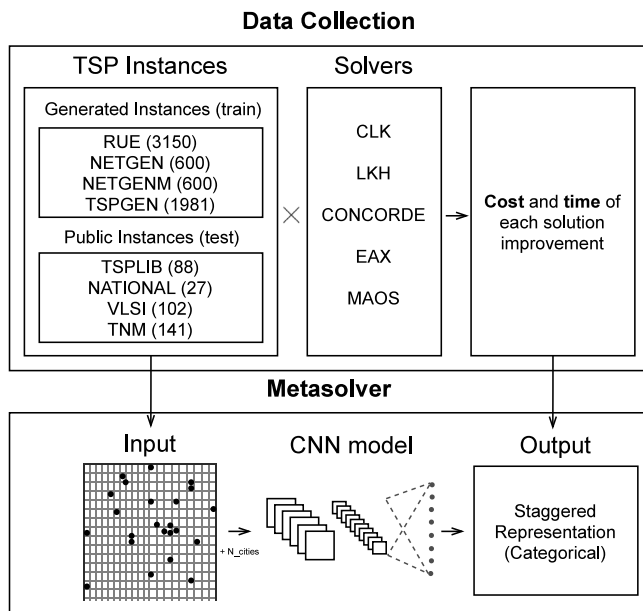 Data Collection
TSP Instances
Solvers
Generated Instances (train)
RUE (3150)
NETGEN (600)
NETGENM (600)
TSPGEN (1981)
Public Instances (test)
TSPLIB (88)
NATIONAL (27)
VLSI (102)
TNM (141)
CLK
LKH
CONCORDE
EAX
MAOS
Cost and time of
each solution
improvement
Metasolver
Input
CNN model
Output
+ N_cities
Staggered
Representation
(Categorical)